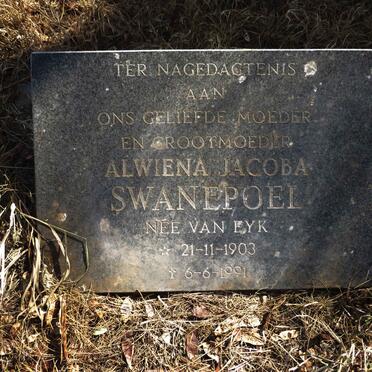 TER NAGEDAGTENIS
AAN
ONS GELIEFDE MOEDER
EN GROOTMOEDER
ALWIENA JACOBA
SWANEPOEL
NEE VAN EYK
* 21-11-1903
† 6-6-1991